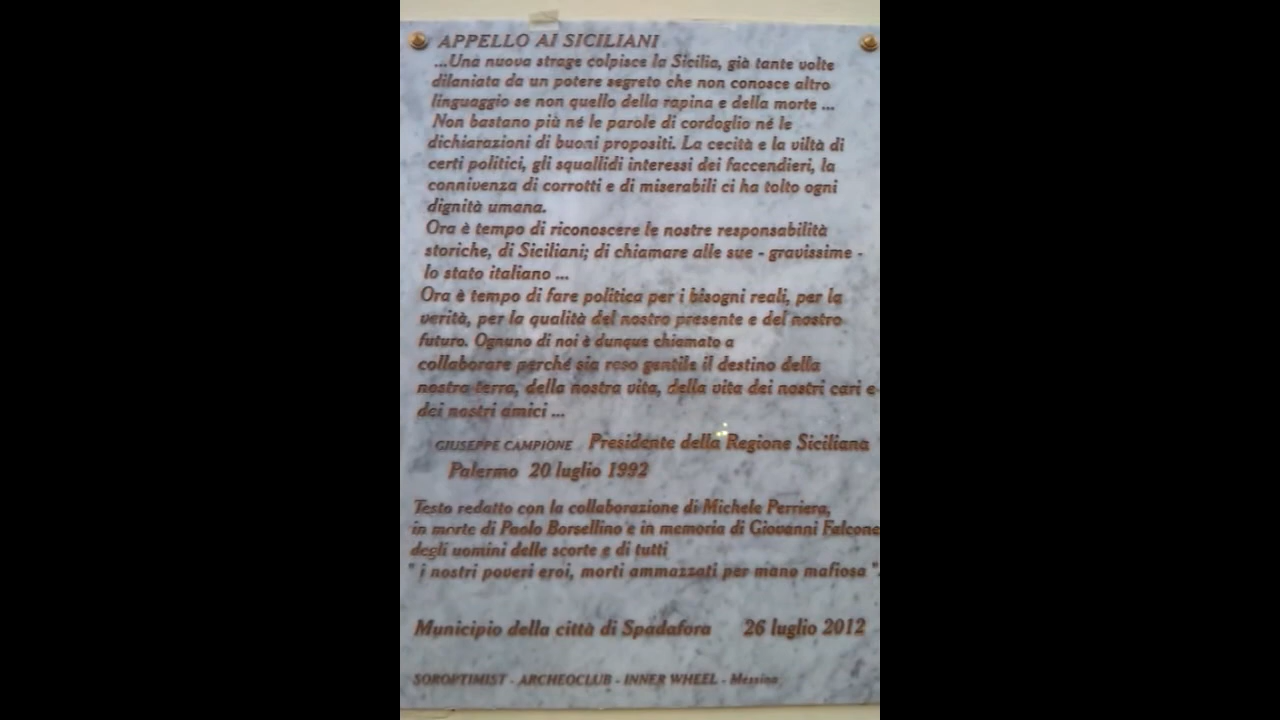 APPELLO AI SICILIANI
...Una nuova strage colpisce la Sicilia, già tante volte
dilaniata da un potere segreto che non conosce altro
linguaggio se non quello della rapina e della morte ...
Non bastano più né le parole di cordoglio né le
dichiarazioni di buoni propositi. La cecità e la viltà di
certi politici, gli squallidi interessi dei faccendieri, la
connivenza di corrotti e di miserabili ci ha tolto ogni
dignità umana.
Ora è tempo di riconoscere le nostre responsabilità
storiche, di Siciliani; di chiamare alle sue - gravissime -
lo stato italiano ...
Ora è tempo di fare politica per i bisogni reali, per la
verità, per la qualità del nostro presente e del nostro
futuro. Ognuno di noi è dunque chiamato a
collaborare perché sia reso gentile il destino della
nostra terra, della nostra vita, della vita dei nostri cari e
dei nostri amici ...
GIUSEPPE CAMPIONE Presidente della Regione Siciliana
Palermo 20 luglio 1992
Testo redatto con la collaborazione di Michele Perriera,
in morte di Paolo Borsellino e in memoria di Giovanni Falcone
degli uomini delle scorte e di tutti
" i nostri poveri eroi, morti ammazzati per mano mafiosa ".
Municipio della città di Spadafora 26 luglio 2012
SOROPTIMIST - ARCHEOCLUB - INNER WHEEL - Messina